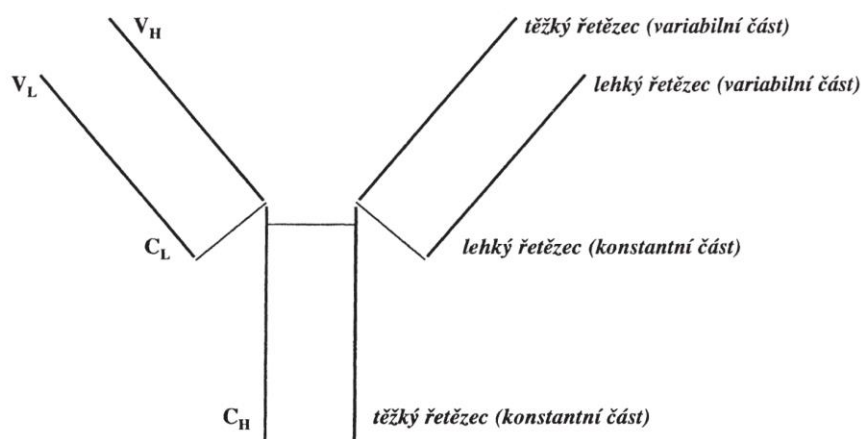 V_H těžký řetězec (variabilní část)
V_L lehký řetězec (variabilní část)
C_L lehký řetězec (konstantní část)
C_H těžký řetězec (konstantní část)